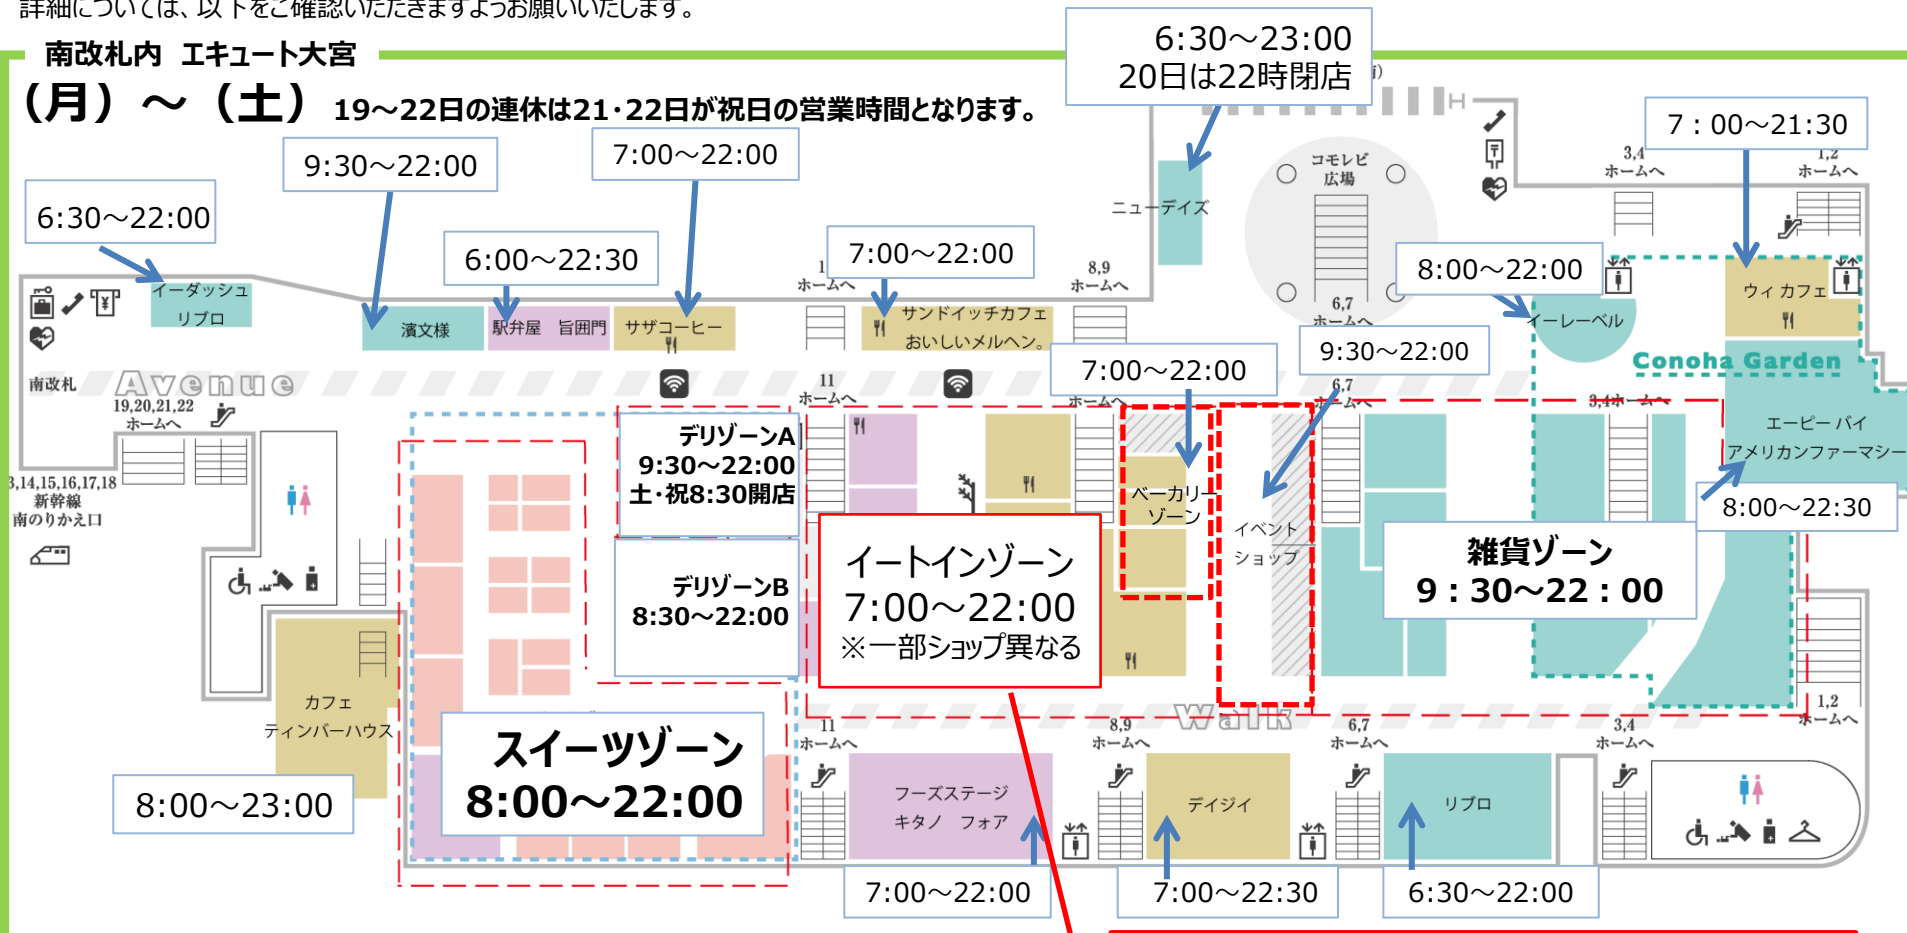 詳細については、以下をご確認いただきますようお願いいたします。
南改札内 エキュート大宮
（月）～（土） 19～22日の連休は21・22日が祝日の営業時間となります。
6:30～23:00
20日は22時閉店
7：00～21:30
9:30～22:00
7:00～22:00
6:30～22:00
6:00～22:30
7:00～22:00
8:00～22:00
コモレビ
広場
3,4
ホームへ
1,2
ホームへ
ニューデイズ
イーダッシュ
リブロ
濱文様
駅弁屋 旨囲門
サザコーヒー
ホームへ
サンドイッチカフェ
おいしいメルヘン。
8,9
ホームへ
6,7
ホームへ
イーレーベル
ウィ カフェ
Conoha Garden
9:30～22:00
7:00～22:00
南改札
Avenue
19,20,21,22
ホームへ
11
ホームへ
ホームへ
6,7
ホームへ
3,4ホームへ
エーピー バイ
アメリカンファーマシー
8:00～22:30
3,14,15,16,17,18
新幹線
南のりかえ口
デリゾーンA
9:30～22:00
土・祝8:30開店
デリゾーンB
8:30～22:00
イートインゾーン
7:00～22:00
※一部ショップ異なる
ベーカリー
ゾーン
イベント
ショップ
雑貨ゾーン
9：30～22：00
カフェ
ティンバーハウス
8:00～23:00
スイーツゾーン
8:00～22:00
Walk
11
ホームへ
8,9
ホームへ
6,7
ホームへ
3,4
ホームへ
1,2
ホームへ
フーズステージ
キタノ フォア
デイジイ
リブロ
7:00～22:00
7:00～22:30
6:30～22:00